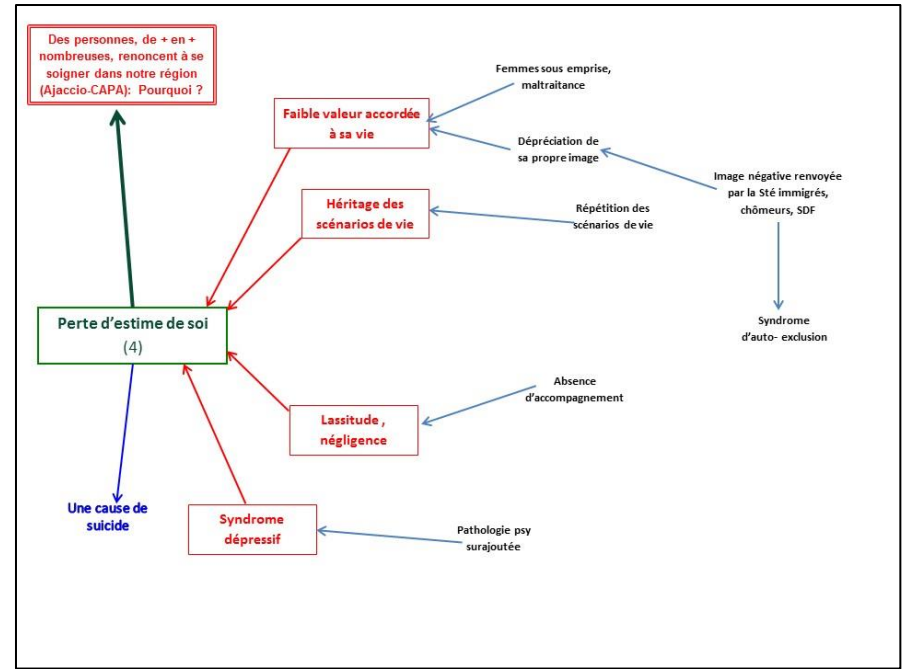 Des personnes, de + en +
nombreuses, renoncent à se
soigner dans notre région
(Ajaccio-CAPA): Pourquoi ?
Femmes sous emprise,
maltraitance
Faible valeur accordée
à sa vie
Dépréciation de
sa propre image
Image négative renvoyée
par la Sté immigrés,
chômeurs, SDF
Héritage des
scénarios de vie
Répétition des
scénarios de vie
Perte d'estime de soi
(4)
Syndrome
d'auto- exclusion
Absence
d'accompagnement
Lassitude ,
négligence
Une cause de
suicide
Syndrome
dépressif
Pathologie psy
surajoutée